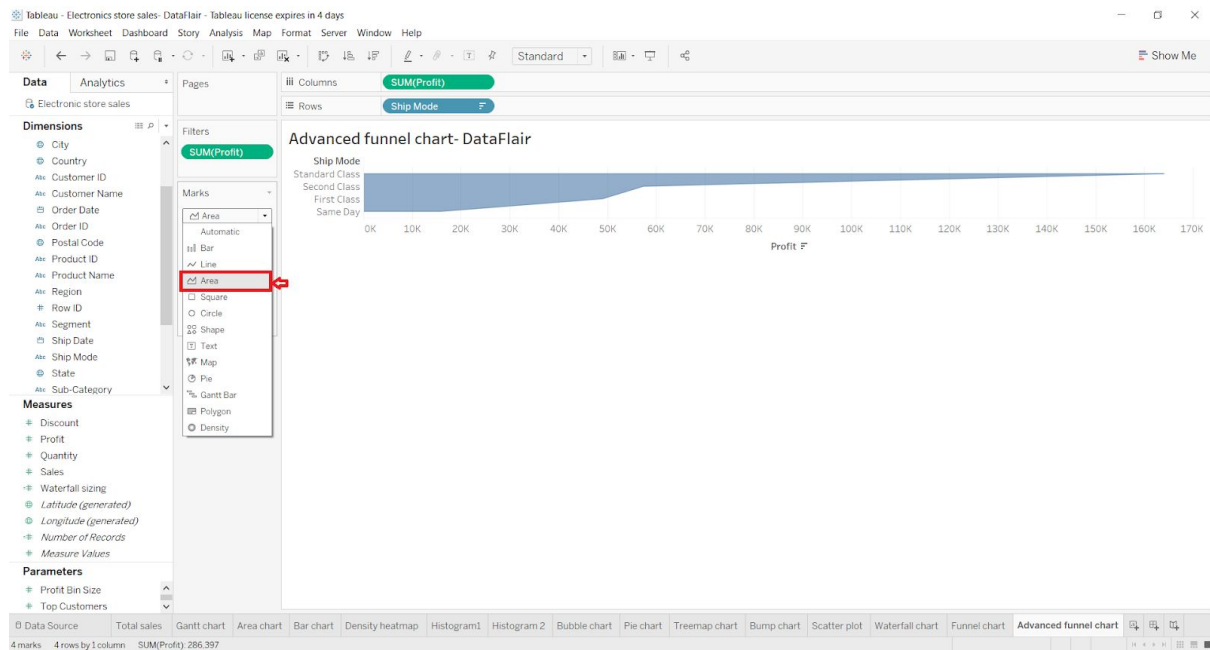 Tableau - Electronics store sales- DataFlair - Tableau license expires in 4 days
File Data Worksheet Dashboard Story Analysis Map Format Server Window Help
Standard
Show Me
Data Analytics
Electronic store sales
Dimensions
City
Country
Abc Customer ID
Abc Customer Name
Order Date
Abc Order ID
Postal Code
Abc Product ID
Abc Product Name
Abc Region
# Row ID
Abc Segment
Ship Date
Abc Ship Mode
State
Abc Sub-Category
Measures
# Discount
# Profit
# Quantity
# Sales
=# Waterfall sizing
Latitude (generated)
Longitude (generated)
=# Number of Records
# Measure Values
Parameters
# Profit Bin Size
# Top Customers
Pages
Filters
SUM(Profit)
Marks
Area
Automatic
Bar
Line
Area
Square
Circle
Shape
Text
Map
Pie
Gantt Bar
Polygon
Density
Columns SUM(Profit)
Rows Ship Mode
Advanced funnel chart- DataFlair
Ship Mode
Standard Class
Second Class
First Class
Same Day
0K 10K 20K 30K 40K 50K 60K 70K 80K 90K 100K 110K 120K 130K 140K 150K 160K 170K
Profit
Data Source Total sales Gantt chart Area chart Bar chart Density heatmap Histogram1 Histogram 2 Bubble chart Pie chart Treemap chart Bump chart Scatter plot Waterfall chart Funnel chart Advanced funnel chart
4 marks 4 rows by 1 column SUM(Profit): 286,397